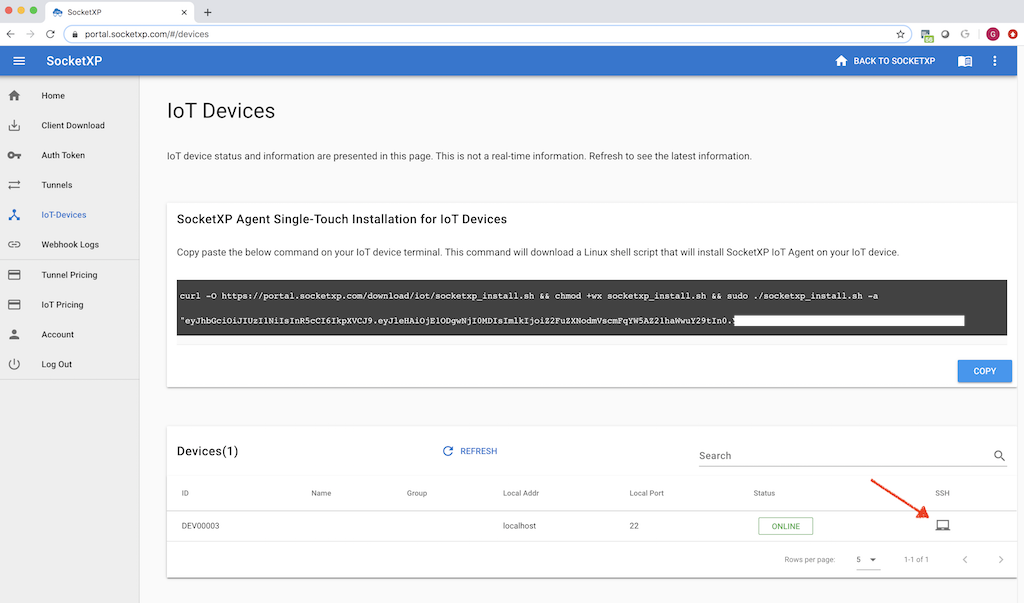 SocketXP
portal.socketxp.com/#/devices
56
G
SocketXP
BACK TO SOCKETXP
Home
Client Download
Auth Token
Tunnels
IoT-Devices
Webhook Logs
Tunnel Pricing
IoT Pricing
Account
Log Out
IoT Devices
IoT device status and information are presented in this page. This is not a real-time information. Refresh to see the latest information.
SocketXP Agent Single-Touch Installation for IoT Devices
Copy paste the below command on your IoT device terminal. This command will download a Linux shell script that will install SocketXP IoT Agent on your IoT device.
curl -O https://portal.socketxp.com/download/iot/socketxp_install.sh && chmod +wx socketxp_install.sh && sudo ./socketxp_install.sh -a
COPY
Devices(1)
REFRESH
Search
ID Name Group Local Addr Local Port Status SSH
DEV00003 localhost 22 ONLINE
Rows per page: 5 1-1 of 1